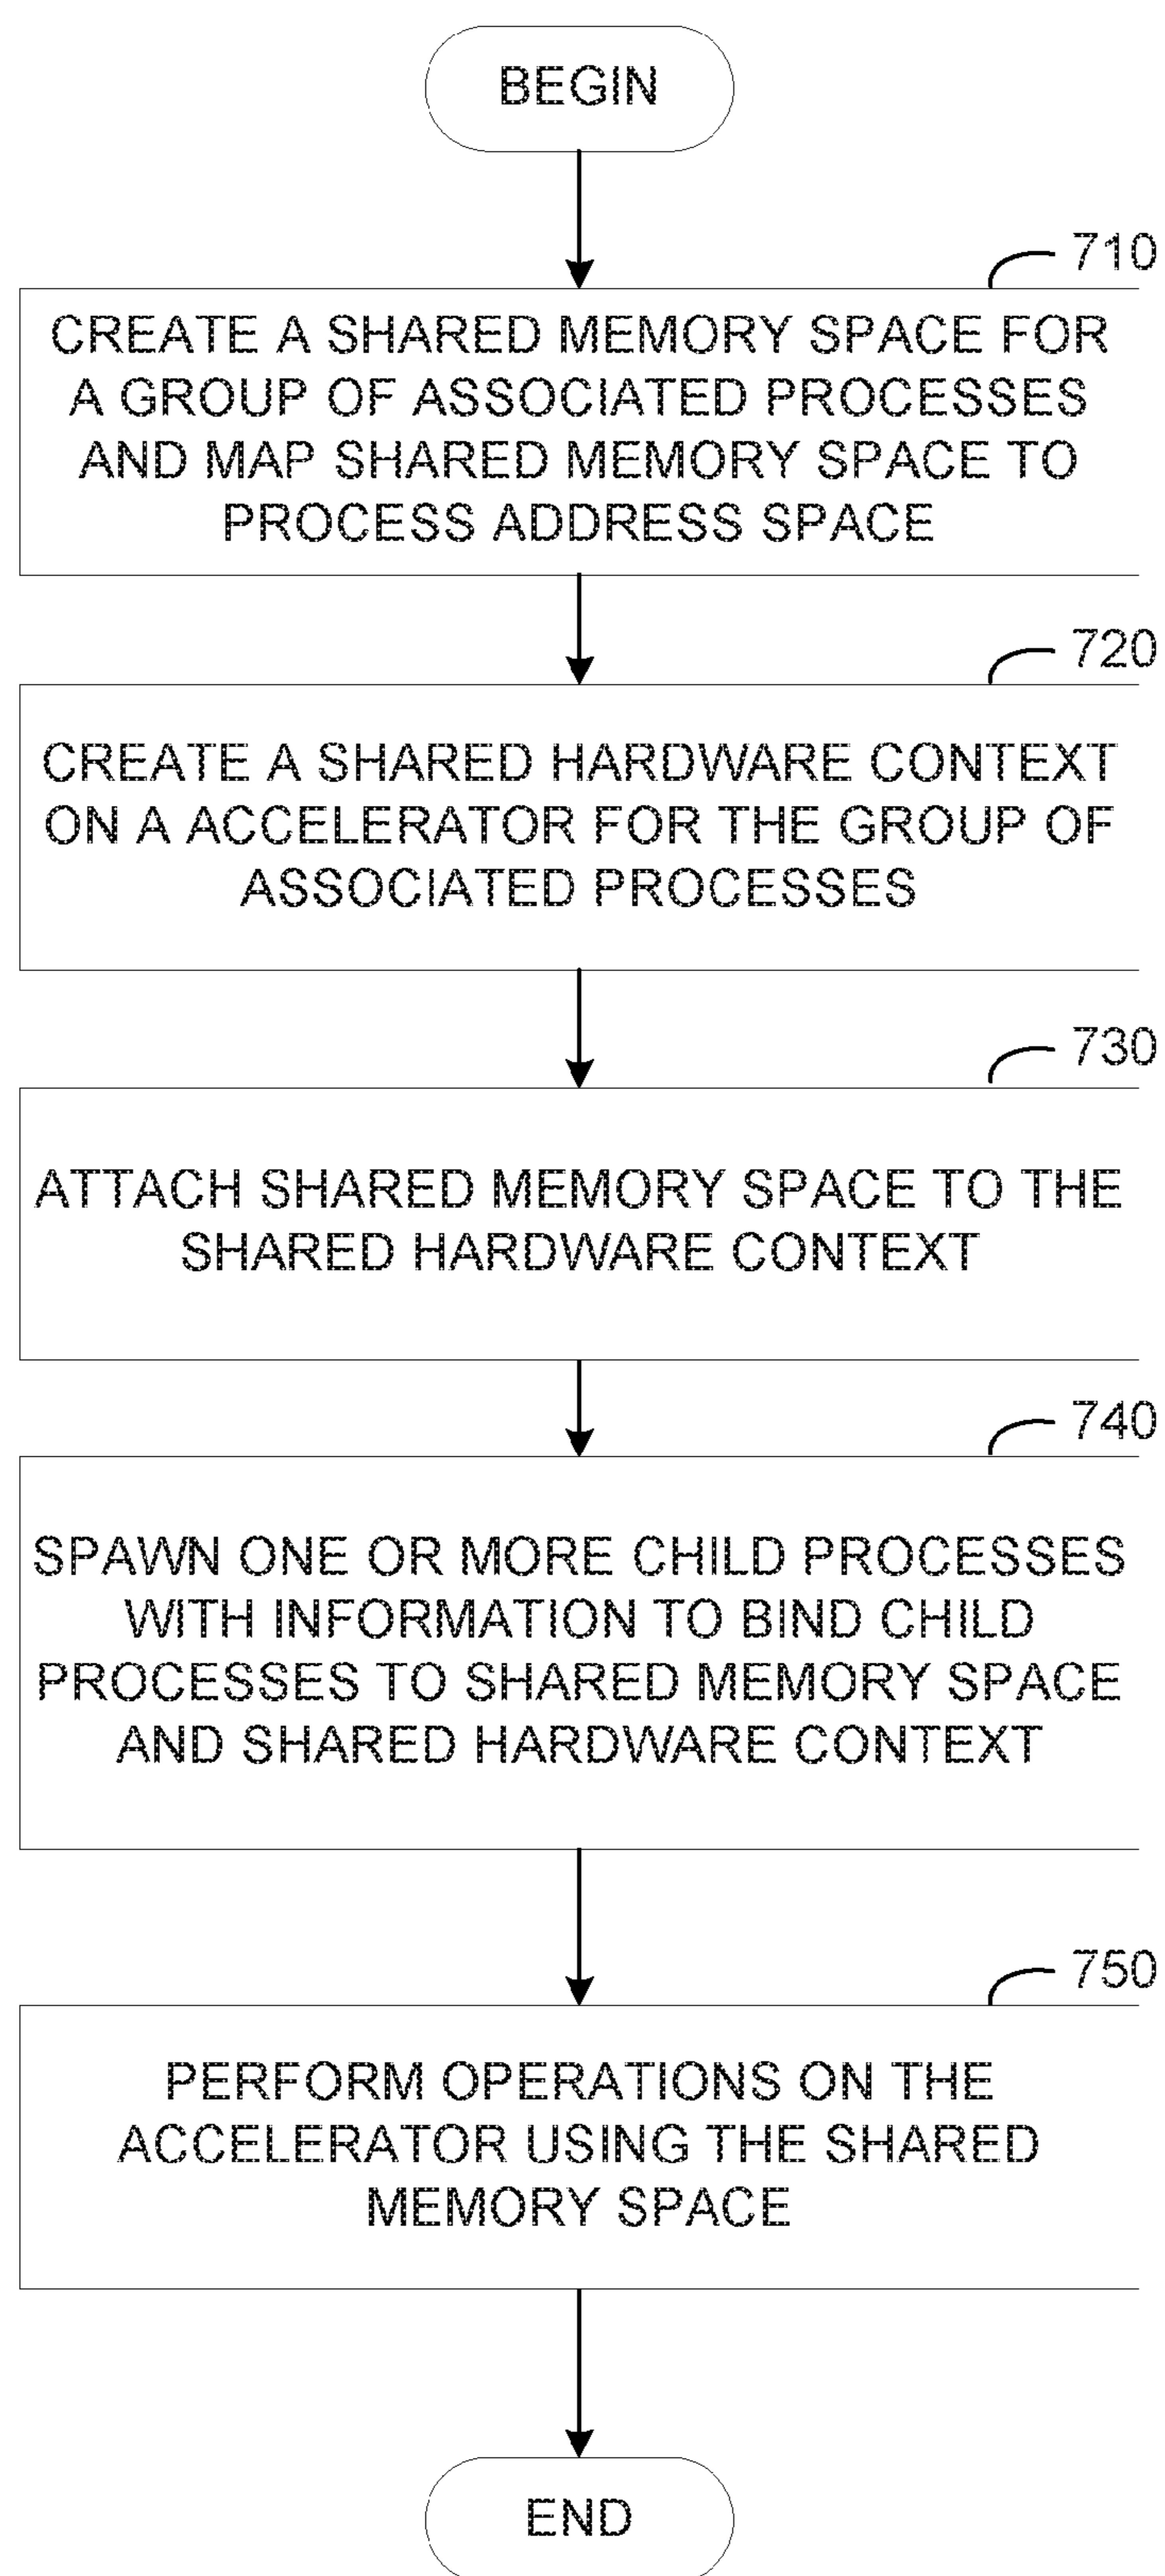 BEGIN
710
CREATE A SHARED MEMORY SPACE FOR
A GROUP OF ASSOCIATED PROCESSES
AND MAP SHARED MEMORY SPACE TO
PROCESS ADDRESS SPACE
720
CREATE A SHARED HARDWARE CONTEXT
ON A ACCELERATOR FOR THE GROUP OF
ASSOCIATED PROCESSES
730
ATTACH SHARED MEMORY SPACE TO THE
SHARED HARDWARE CONTEXT
740
SPAWN ONE OR MORE CHILD PROCESSES
WITH INFORMATION TO BIND CHILD
PROCESSES TO SHARED MEMORY SPACE
AND SHARED HARDWARE CONTEXT
750
PERFORM OPERATIONS ON THE
ACCELERATOR USING THE SHARED
MEMORY SPACE
END